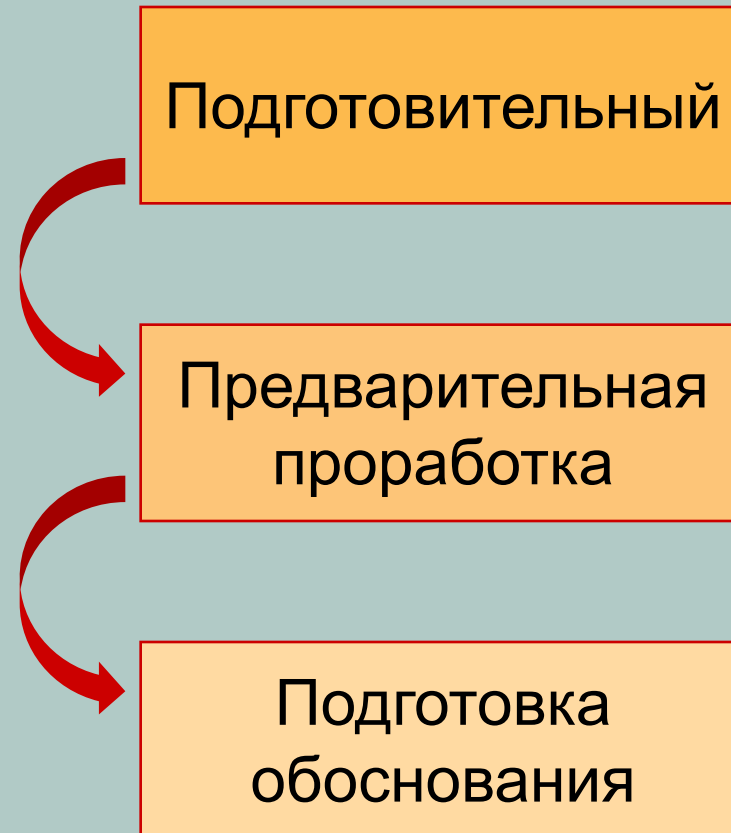 Подготовительный
Предварительная
проработка
Подготовка
обоснования